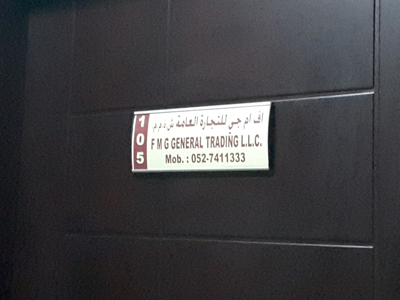 105
اف ام جي للتجارة العامة ش.ذ.م.م
F M G GENERAL TRADING L.L.C.
Mob. : 052-7411333